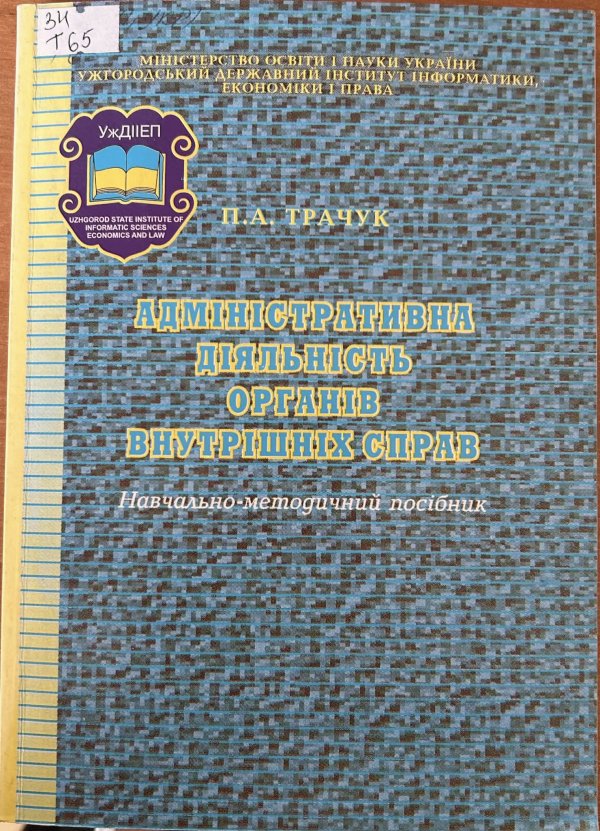 ЗЧ
Т65
МІНІСТЕРСТВО ОСВІТИ І НАУКИ УКРАЇНИ
УЖГОРОДСЬКИЙ ДЕРЖАВНИЙ ІНСТИТУТ ІНФОРМАТИКИ,
ЕКОНОМІКИ І ПРАВА
УжДІІЕП
UZHGOROD STATE INSTITUTE OF
INFORMATIC SCIENCES
ECONOMICS AND LAW
П.А. ТРАЧУК
АДМІНІСТРАТИВНА
ДІЯЛЬНІСТЬ
ОРГАНІВ
ВНУТРІШНІХ СПРАВ
Навчально-методичний посібник